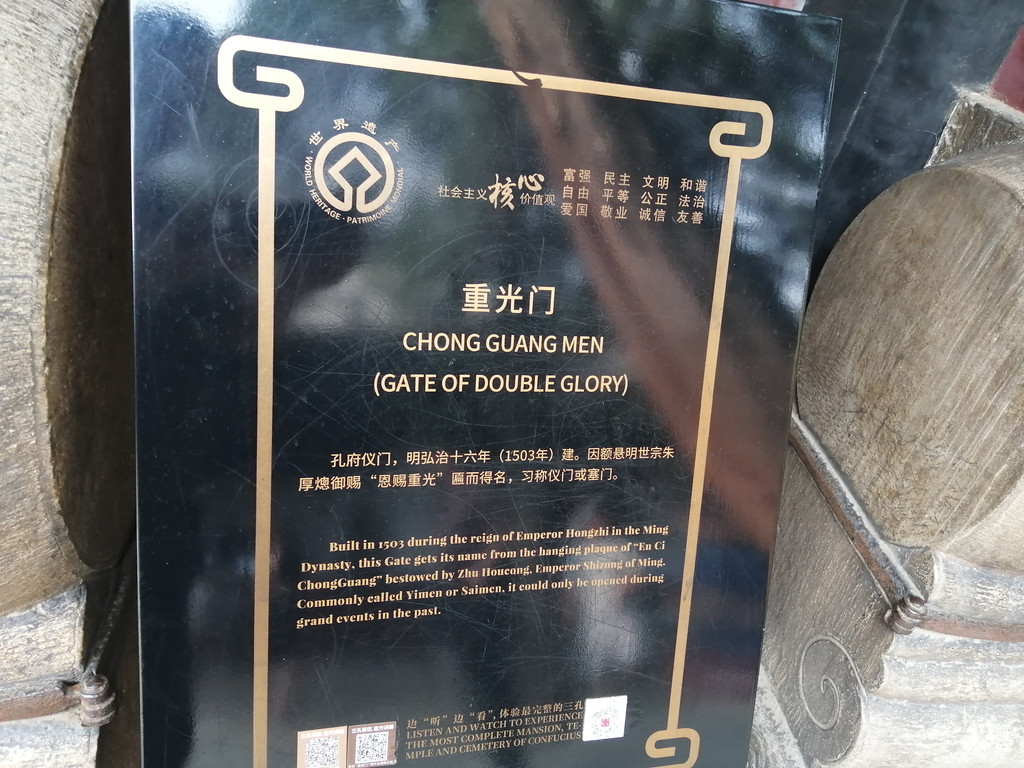 世界遗产
WORLD HERITAGE · PATRIMOINE MONDIAL
社会主义核心价值观
富强 民主 文明 和谐
自由 平等 公正 法治
爱国 敬业 诚信 友善
重光门
CHONG GUANG MEN
(GATE OF DOUBLE GLORY)
孔府仪门，明弘治十六年（1503年）建。因额悬明世宗朱
厚熜御赐“恩赐重光”匾而得名，习称仪门或塞门。
Built in 1503 during the reign of Emperor Hongzhi in the Ming
Dynasty, this Gate gets its name from the hanging plaque of “En Ci
ChongGuang” bestowed by Zhu Houcong, Emperor Shizong of Ming.
Commonly called Yimen or Saimen, it could only be opened during
grand events in the past.
边“听”边“看”，体验最完整的三孔
LISTEN AND WATCH TO EXPERIENCE
THE MOST COMPLETE MANSION, TE-
MPLE AND CEMETERY OF CONFUCIUS